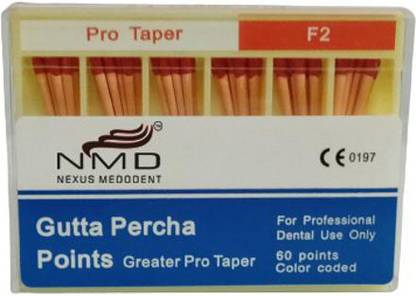 Pro Taper F2
NMD
NEXUS MEDODENT
CE 0197
Gutta Percha
Points Greater Pro Taper
For Professional
Dental Use Only
60 points
Color coded